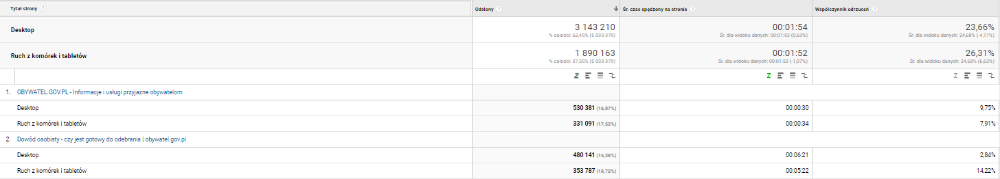 Tytuł strony ? Odsłony ? Śr. czas spędzony na stronie ? Współczynnik odrzuceń ?
Desktop 3 143 210 00:01:54 23,66%
% całości: 62,45% (5 033 379) Śr. dla widoku danych: 00:01:53 (0,63%) Śr. dla widoku danych: 24,68% (-4,11%)
Ruch z komórek i tabletów 1 890 163 00:01:52 26,31%
% całości: 37,55% (5 033 379) Śr. dla widoku danych: 00:01:53 (-1,07%) Śr. dla widoku danych: 24,68% (6,63%)
1. OBYWATEL.GOV.PL - Informacje i usługi przyjazne obywatelom
Desktop 530 381 (16,87%) 00:00:30 9,75%
Ruch z komórek i tabletów 331 091 (17,52%) 00:00:34 7,91%
2. Dowód osobisty - czy jest gotowy do odebrania | obywatel.gov.pl
Desktop 480 141 (15,28%) 00:06:21 2,84%
Ruch z komórek i tabletów 353 787 (18,72%) 00:05:22 14,22%